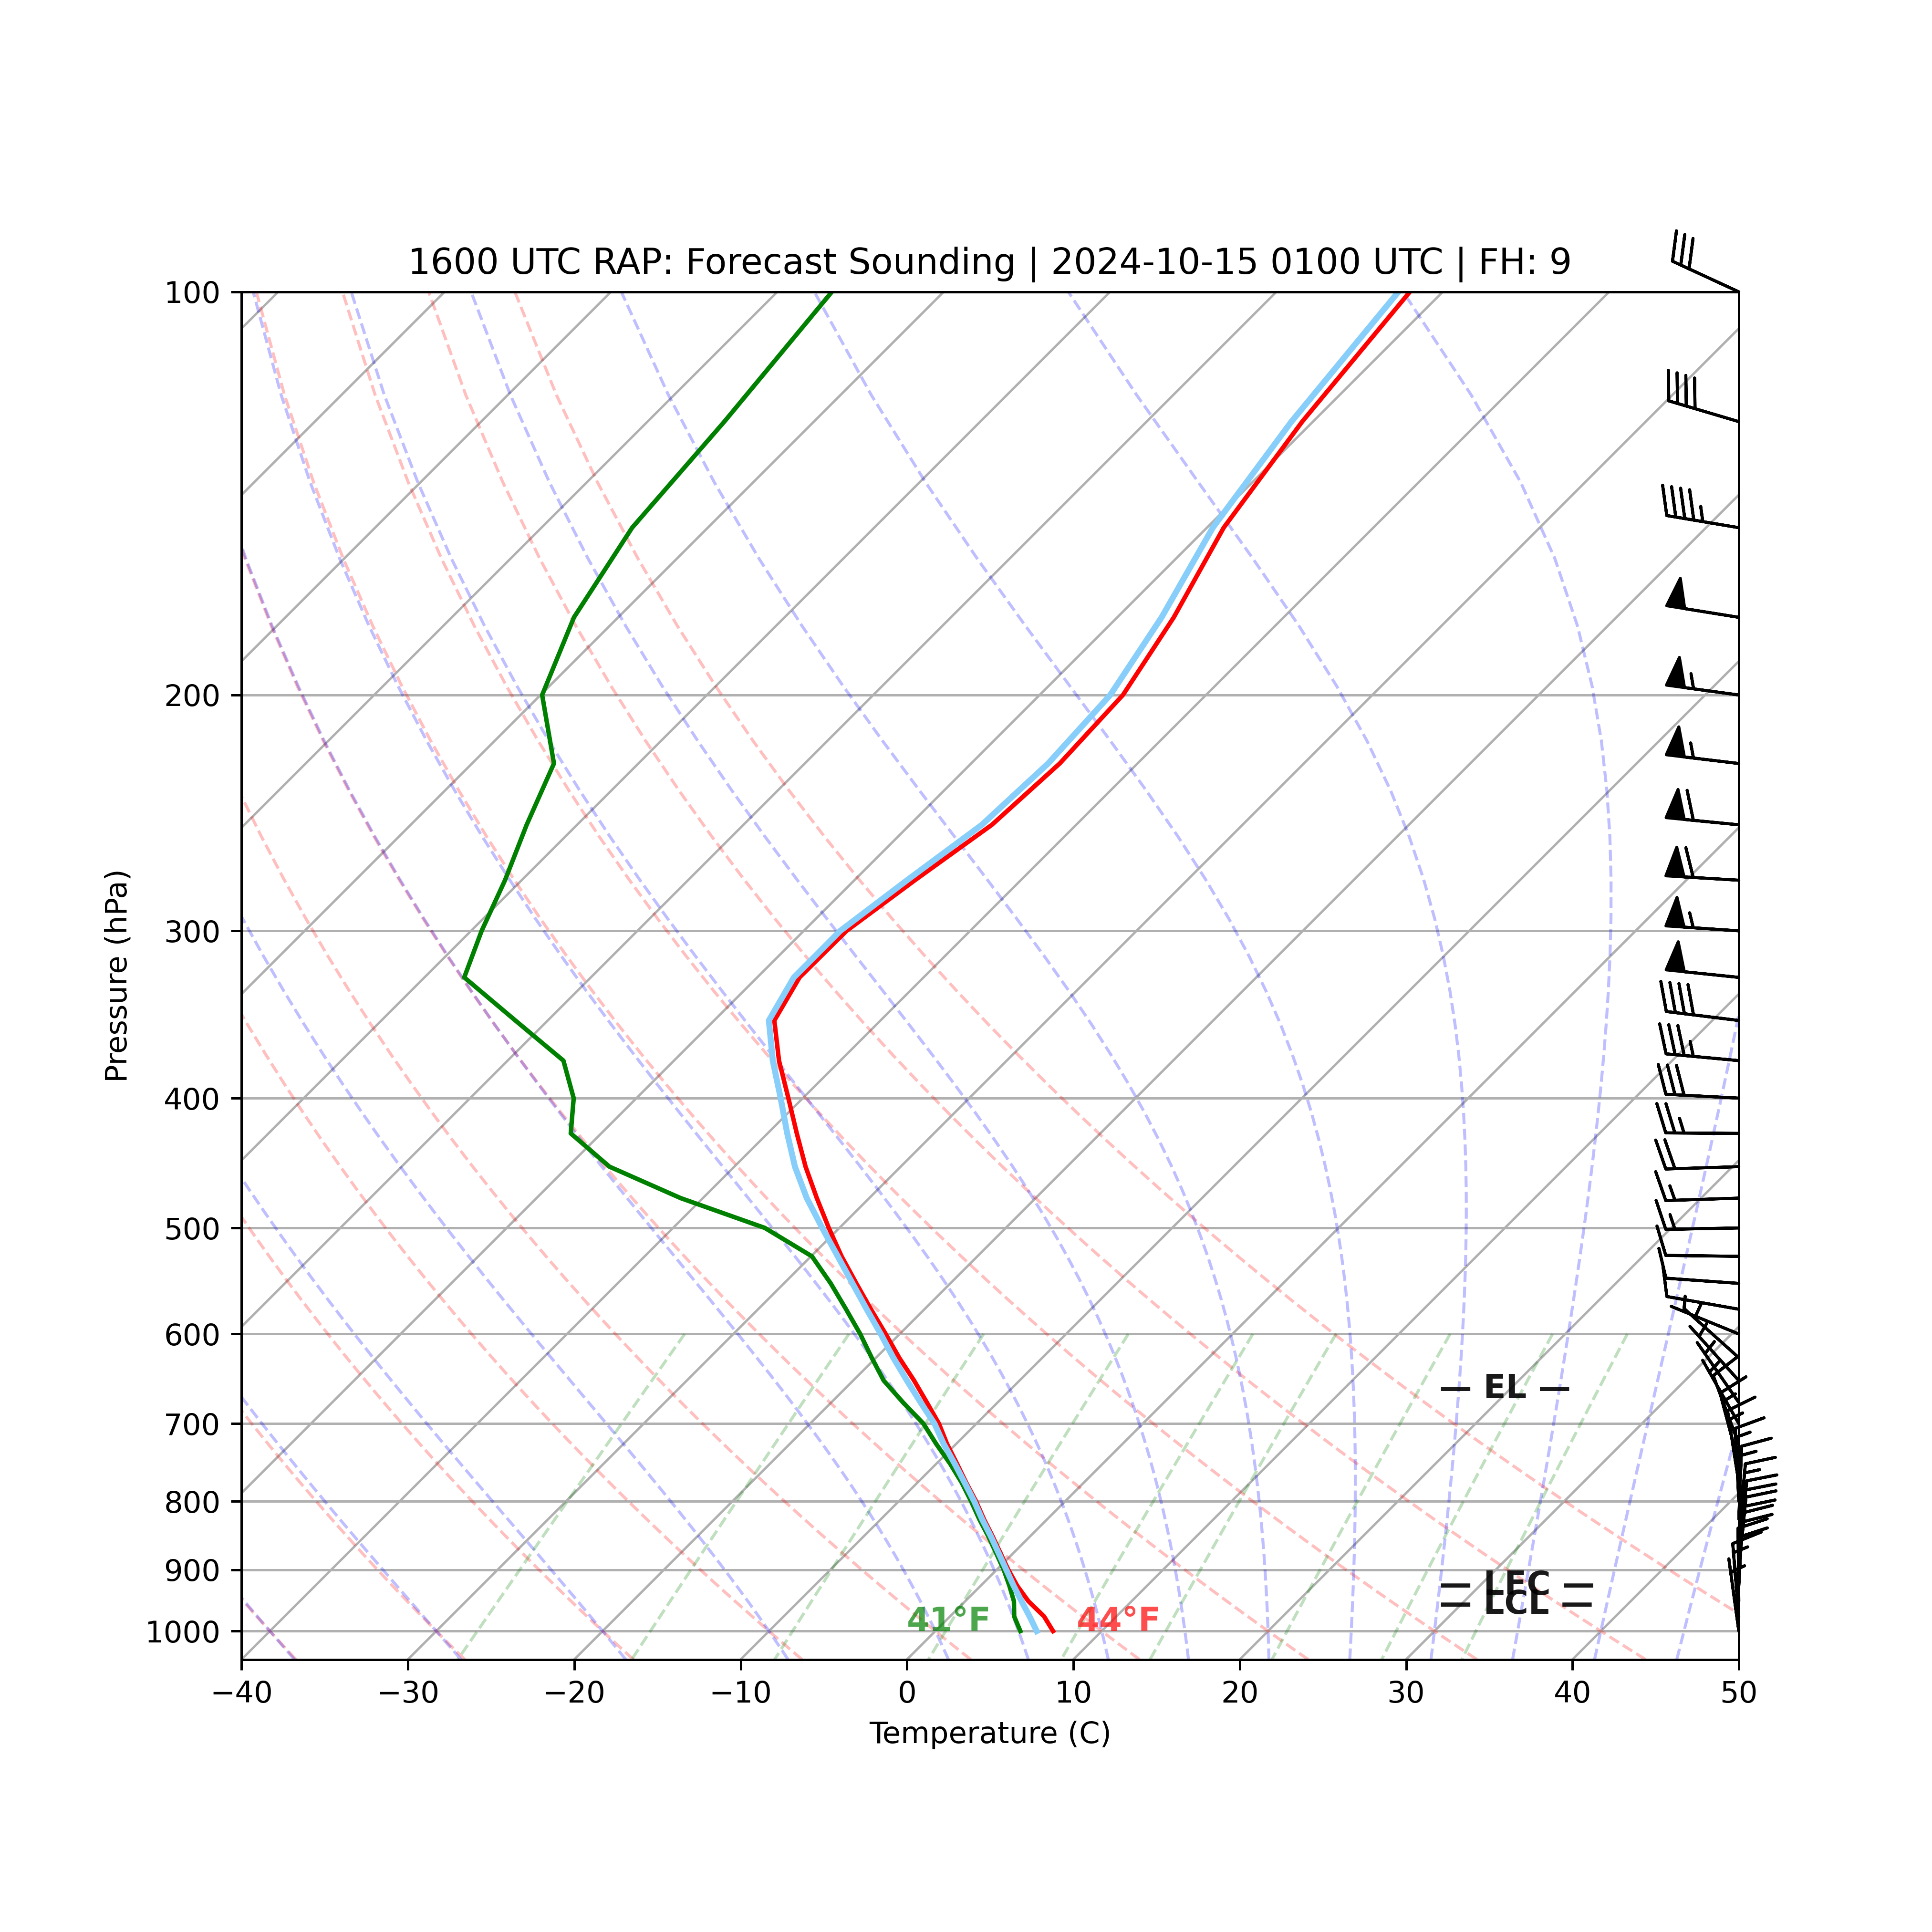 1600 UTC RAP: Forecast Sounding | 2024-10-15 0100 UTC | FH: 9
100
200
300
400
500
600
700
800
900
1000
Pressure (hPa)
— EL —
— LFC —
— LCL —
41°F
44°F
−40 −30 −20 −10 0 10 20 30 40 50
Temperature (C)